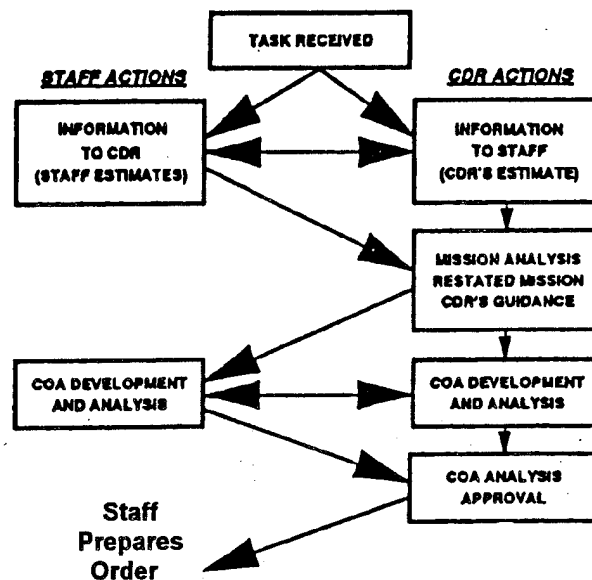 TASK RECEIVED
STAFF ACTIONS
CDR ACTIONS
INFORMATION
TO CDR
(STAFF ESTIMATES)
INFORMATION
TO STAFF
(CDR'S ESTIMATE)
MISSION ANALYSIS
RESTATED MISSION
CDR'S GUIDANCE
COA DEVELOPMENT
AND ANALYSIS
COA DEVELOPMENT
AND ANALYSIS
COA ANALYSIS
APPROVAL
Staff
Prepares
Order